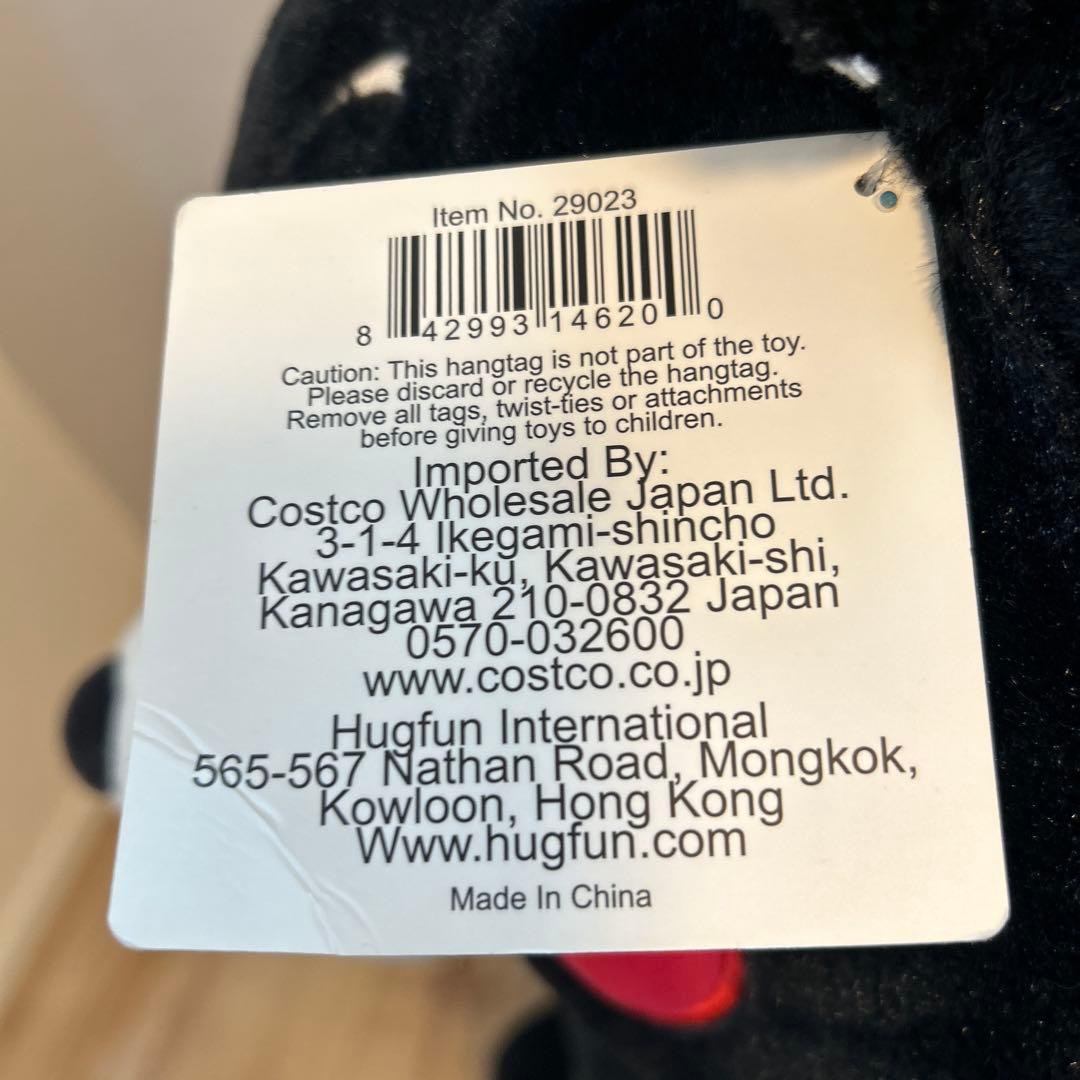 Item No. 29023
8 42993 14620 0
Caution: This hangtag is not part of the toy.
Please discard or recycle the hangtag.
Remove all tags, twist-ties or attachments
before giving toys to children.
Imported By:
Costco Wholesale Japan Ltd.
3-1-4 Ikegami-shincho
Kawasaki-ku, Kawasaki-shi,
Kanagawa 210-0832 Japan
0570-032600
www.costco.co.jp
Hugfun International
565-567 Nathan Road, Mongkok,
Kowloon, Hong Kong
Www.hugfun.com
Made In China